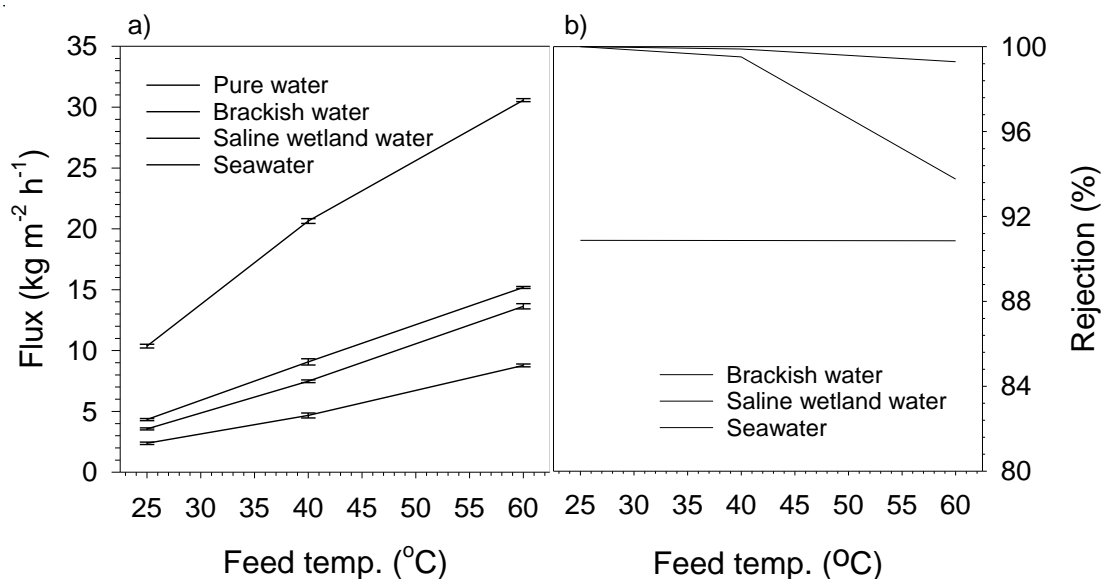 a)
35
30
25
20
15
10
5
0
Flux (kg m⁻² h⁻¹)
Pure water
Brackish water
Saline wetland water
Seawater
25 30 35 40 45 50 55 60
Feed temp. (°C)
b)
100
96
92
88
84
80
Rejection (%)
Brackish water
Saline wetland water
Seawater
25 30 35 40 45 50 55 60
Feed temp. (ºC)